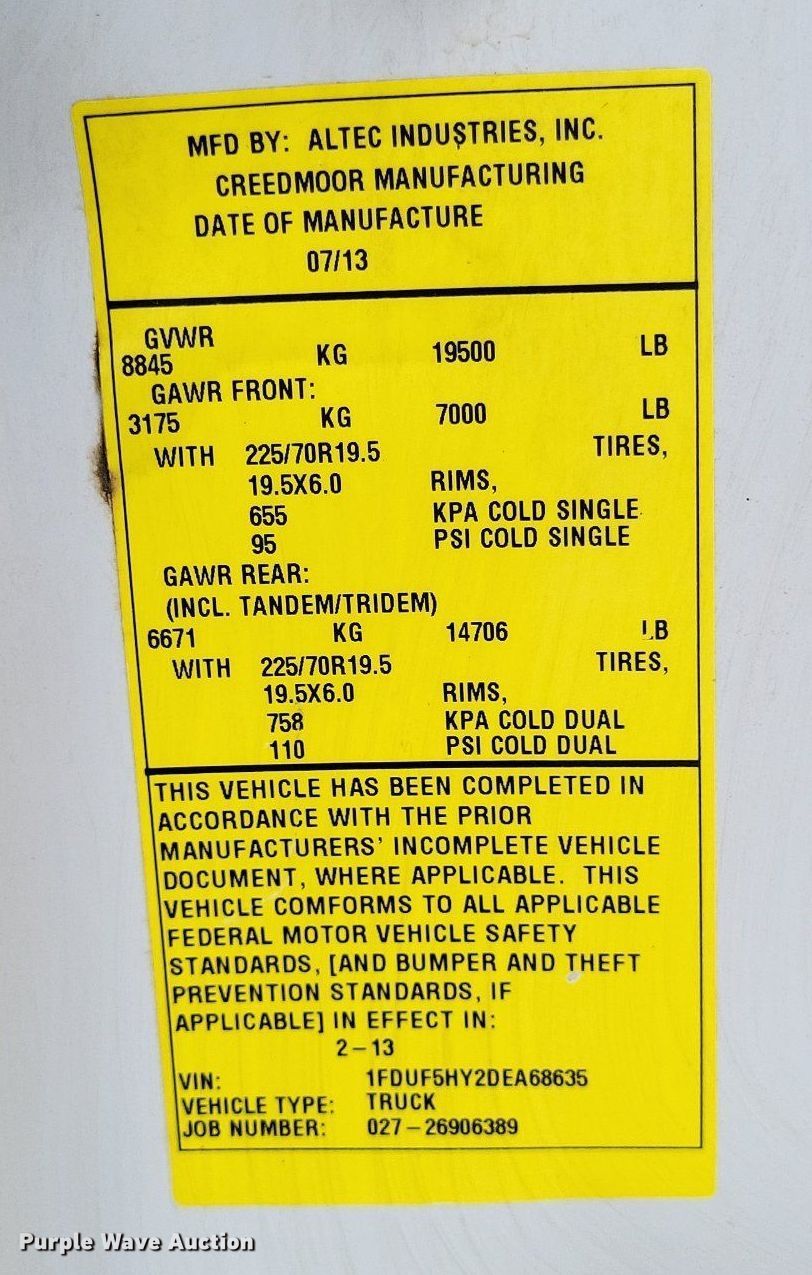 MFD BY: ALTEC INDUSTRIES, INC.
CREEDMOOR MANUFACTURING
DATE OF MANUFACTURE
07/13
GVWR
8845 KG 19500 LB
GAWR FRONT:
3175 KG 7000 LB
WITH 225/70R19.5 TIRES,
19.5X6.0 RIMS,
655 KPA COLD SINGLE
95 PSI COLD SINGLE
GAWR REAR:
(INCL. TANDEM/TRIDEM)
6671 KG 14706 LB
WITH 225/70R19.5 TIRES,
19.5X6.0 RIMS,
758 KPA COLD DUAL
110 PSI COLD DUAL
THIS VEHICLE HAS BEEN COMPLETED IN
ACCORDANCE WITH THE PRIOR
MANUFACTURERS' INCOMPLETE VEHICLE
DOCUMENT, WHERE APPLICABLE. THIS
VEHICLE COMFORMS TO ALL APPLICABLE
FEDERAL MOTOR VEHICLE SAFETY
STANDARDS, [AND BUMPER AND THEFT
PREVENTION STANDARDS, IF
APPLICABLE] IN EFFECT IN:
2-13
VIN: 1FDUF5HY2DEA68635
VEHICLE TYPE: TRUCK
JOB NUMBER: 027-26906389
Purple Wave Auction